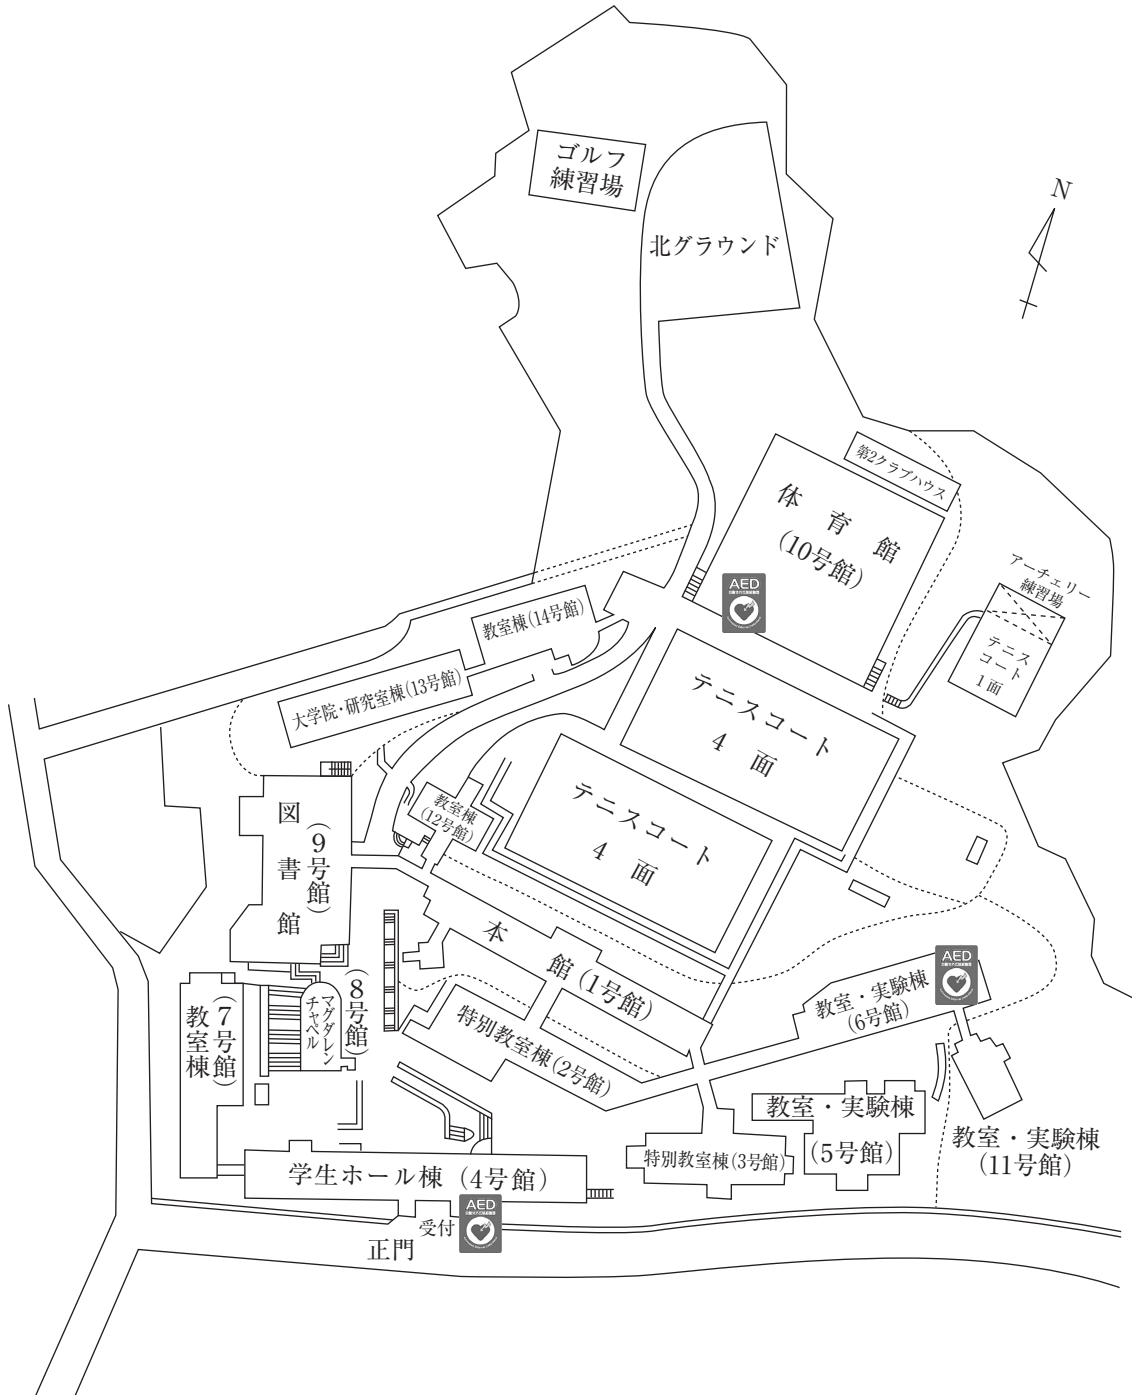 ゴルフ
練習場
北グラウンド
N
第2クラブハウス
体育館
(10号館)
AED
アーチェリー
練習場
テニス
コート
1面
教室棟(14号館)
大学院・研究室棟(13号館)
テニスコート
4面
テニスコート
4面
教室棟
(12号館)
図書館
(9号館)
本館(1号館)
AED
教室・実験棟
(6号館)
(8号館)
マグダレン
チャペル
(7号館)
教室棟
特別教室棟(2号館)
教室・実験棟
(5号館)
教室・実験棟
(11号館)
特別教室棟(3号館)
学生ホール棟(4号館)
AED
受付
正門